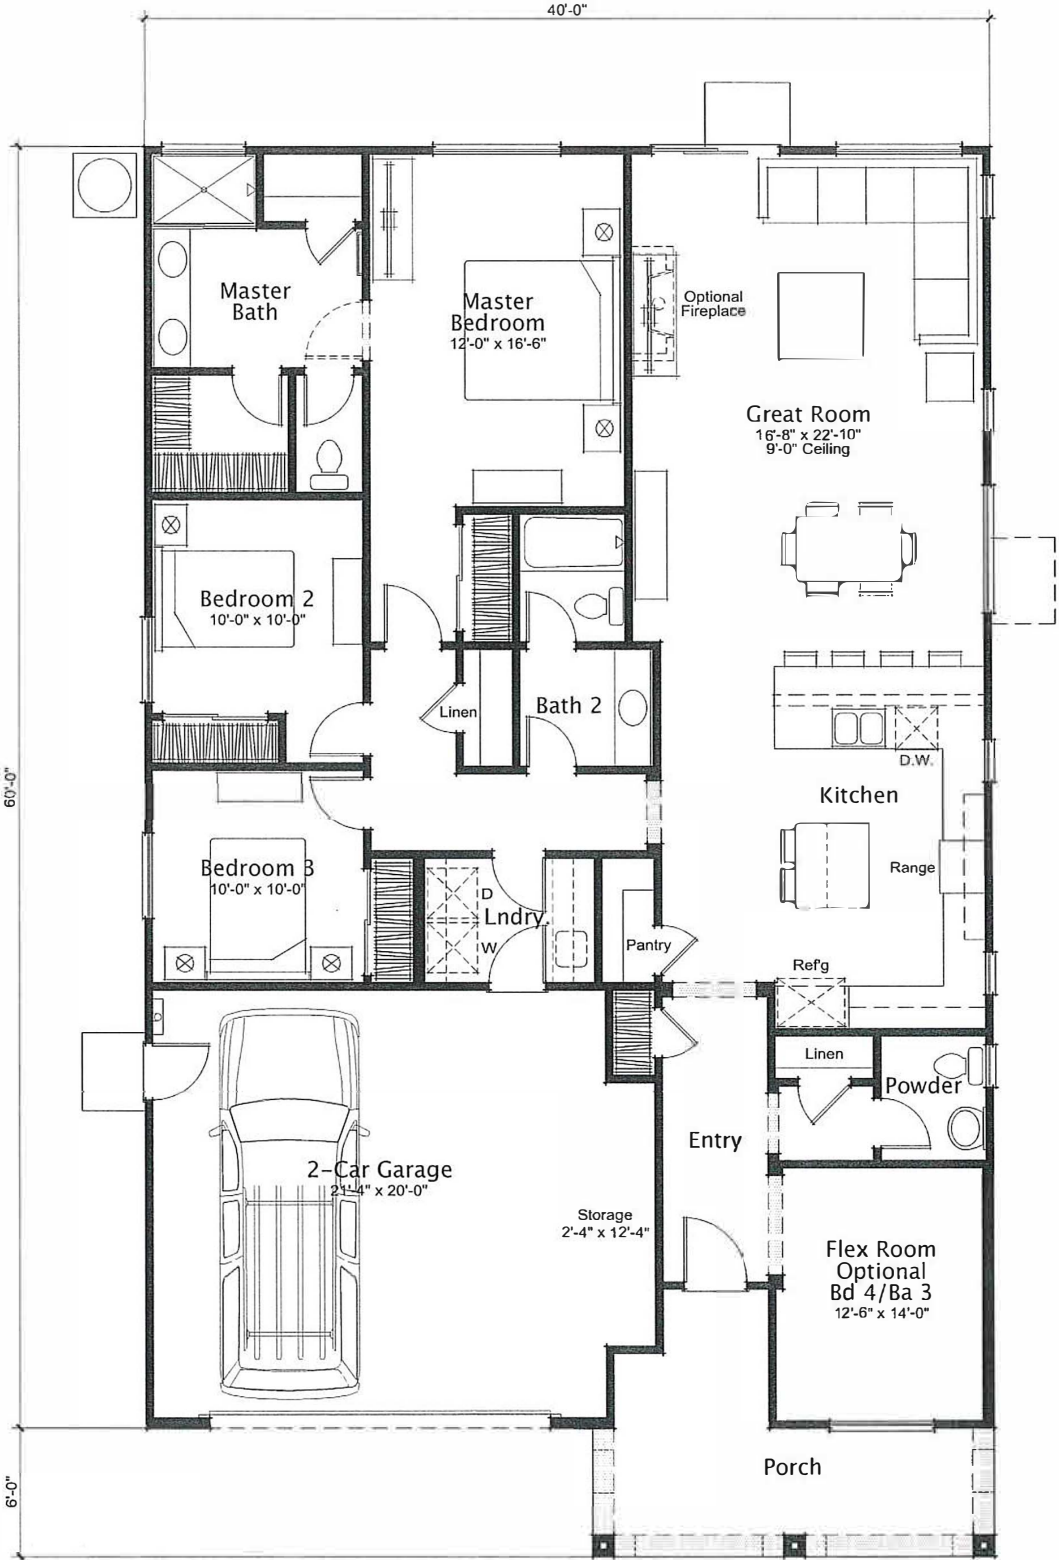 40'-0"
60'-0"
6'-0"
Master
Bath
Master
Bedroom
12'-0" x 16'-6"
Optional
Fireplace
Great Room
16'-8" x 22'-10"
9'-0" Ceiling
Bedroom 2
10'-0" x 10'-0"
Linen
Bath 2
D.W.
Kitchen
Range
Bedroom 3
10'-0" x 10'-0"
D
Lndry.
W
Pantry
Ref'g
Linen
Powder
Entry
2-Car Garage
21'-4" x 20'-0"
Storage
2'-4" x 12'-4"
Flex Room
Optional
Bd 4/Ba 3
12'-6" x 14'-0"
Porch